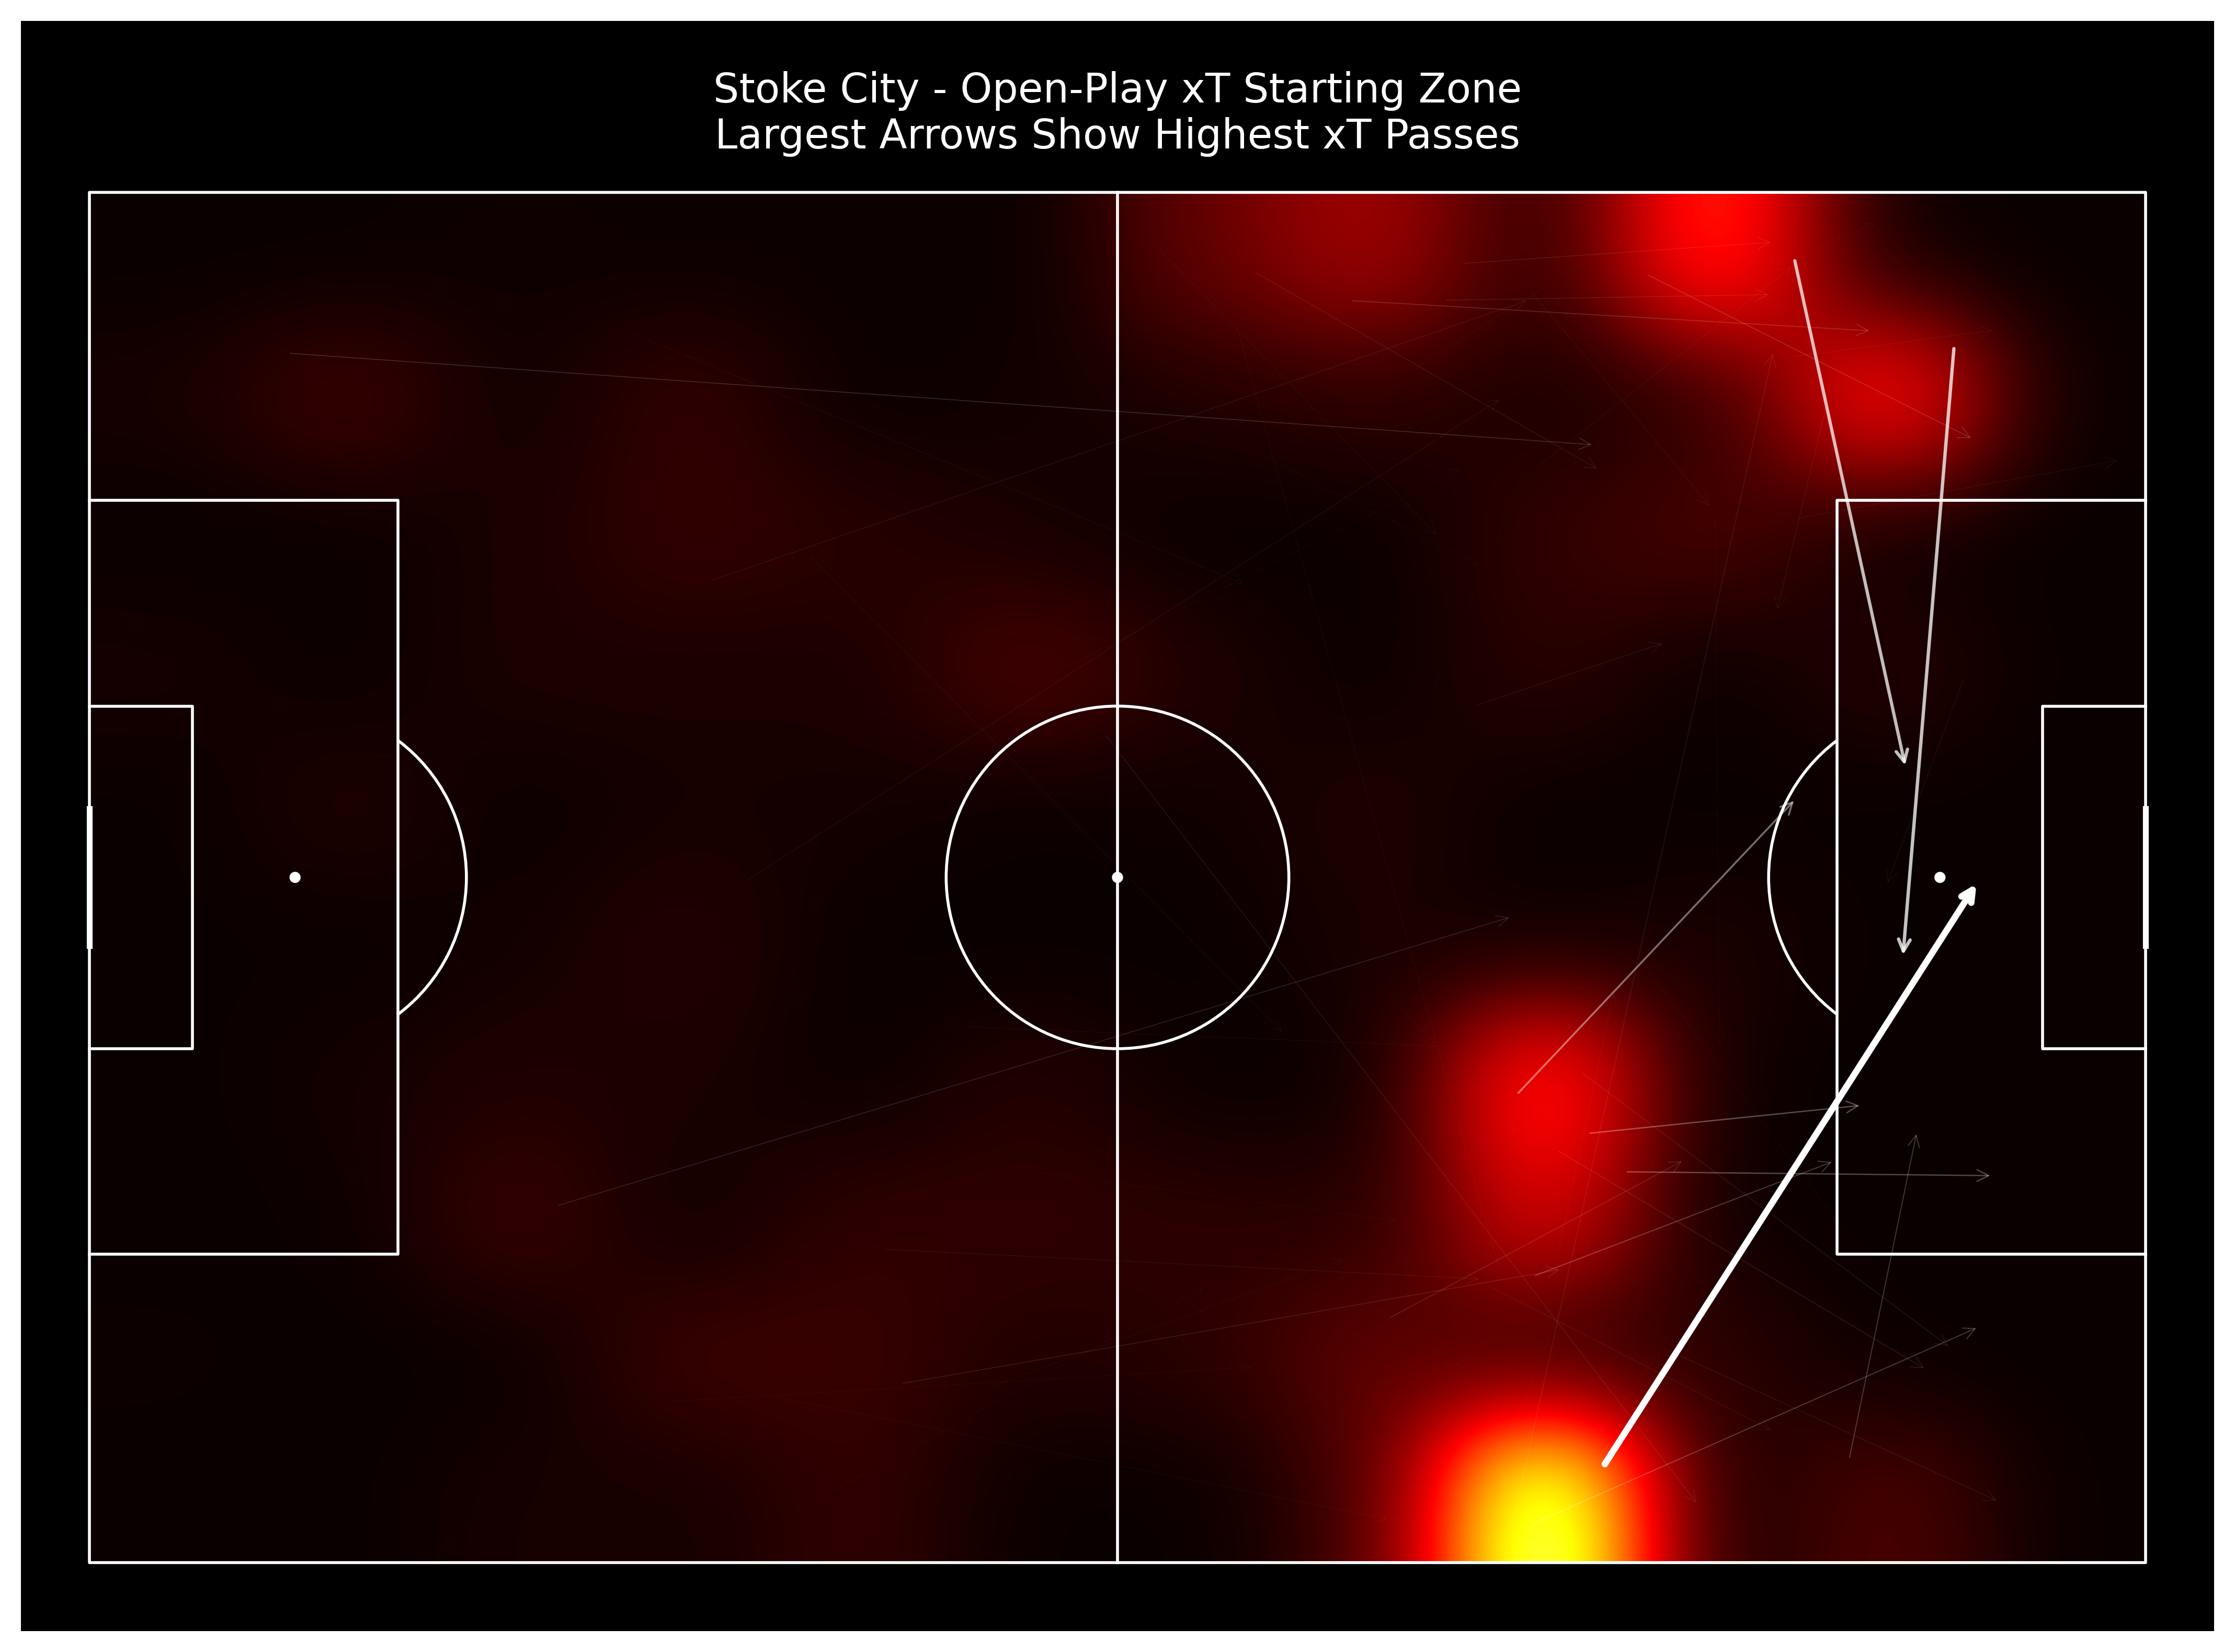 Stoke City - Open-Play xT Starting Zone
Largest Arrows Show Highest xT Passes